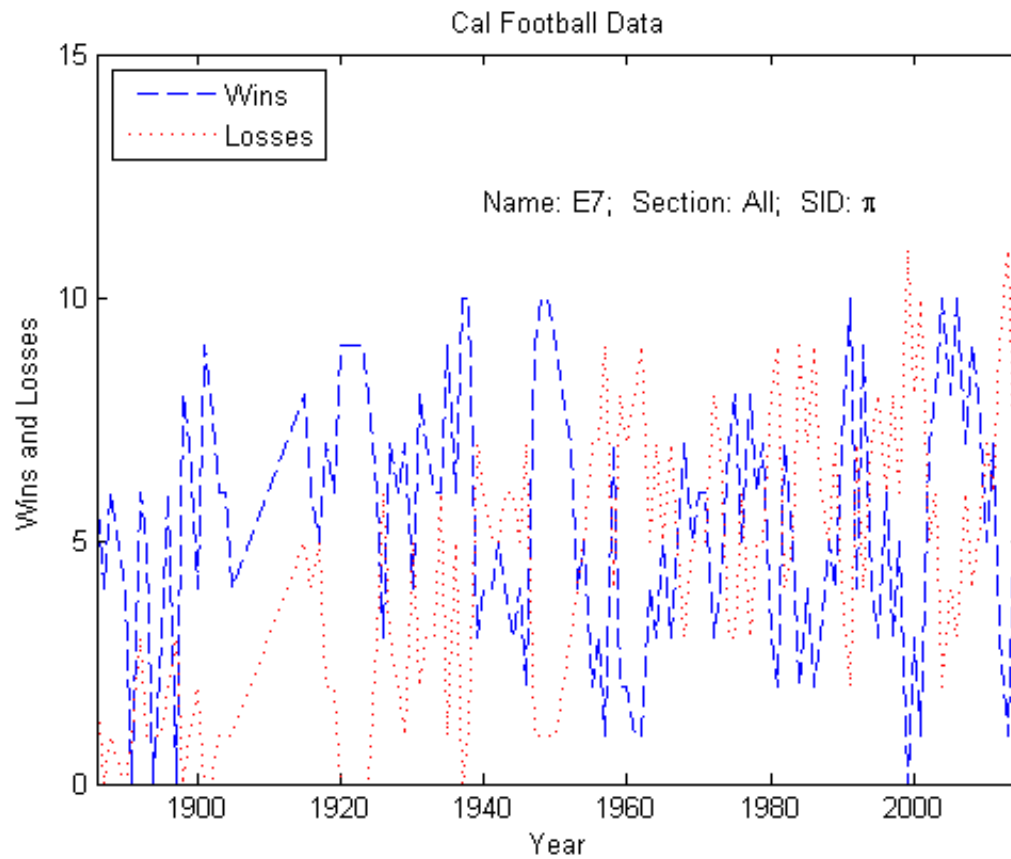 Cal Football Data
15
Wins
Losses
Name: E7;  Section: All;  SID: π
10
Wins and Losses
5
0
1900 1920 1940 1960 1980 2000
Year